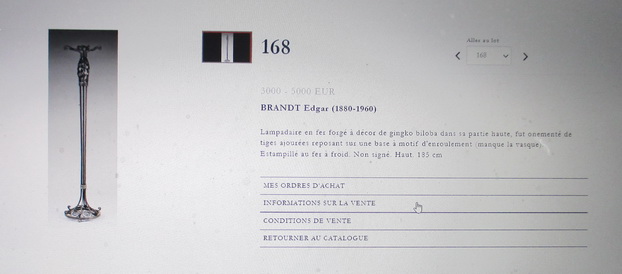 168
Allez au lot
168
3000 - 5000 EUR
BRANDT Edgar (1880-1960)
Lampadaire en fer forgé à décor de gingko biloba dans sa partie haute, fut ornementé de
tiges ajourées reposant sur une base à motif d'enroulement (manque la vasque)
Estampillé au fer à froid. Non signé. Haut. 185 cm
MES ORDRES D'ACHAT
INFORMATIONS SUR LA VENTE
CONDITIONS DE VENTE
RETOURNER AU CATALOGUE